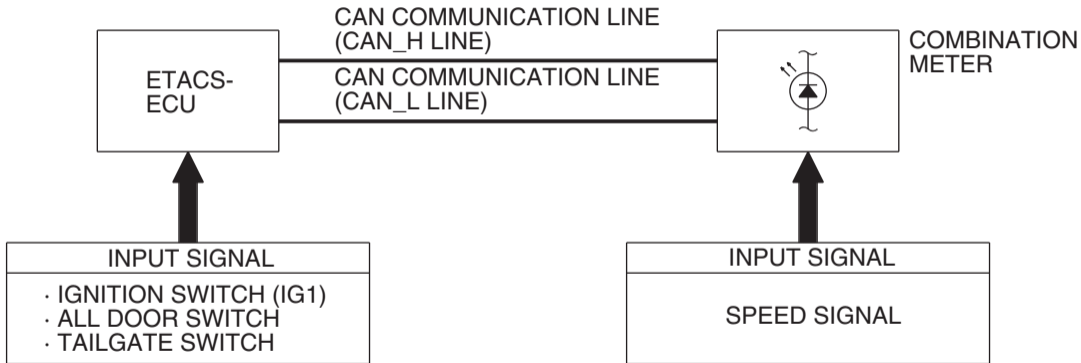 CAN COMMUNICATION LINE
(CAN_H LINE)
ETACS-
ECU
CAN COMMUNICATION LINE
(CAN_L LINE)
COMBINATION
METER
INPUT SIGNAL
· IGNITION SWITCH (IG1)
· ALL DOOR SWITCH
· TAILGATE SWITCH
INPUT SIGNAL
SPEED SIGNAL